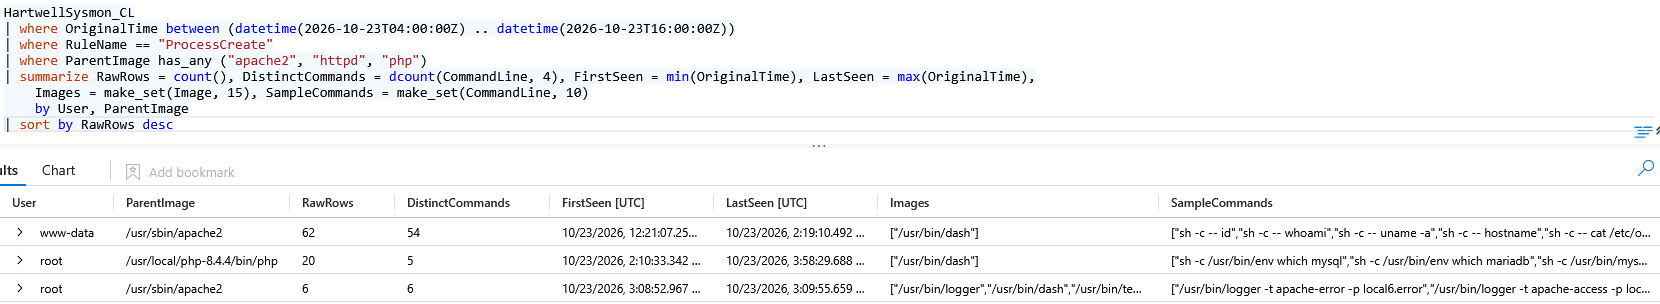 HartwellSysmon_CL
| where OriginalTime between (datetime(2026-10-23T04:00:00Z) .. datetime(2026-10-23T16:00:00Z))
| where RuleName == "ProcessCreate"
| where ParentImage has_any ("apache2", "httpd", "php")
| summarize RawRows = count(), DistinctCommands = dcount(CommandLine, 4), FirstSeen = min(OriginalTime), LastSeen = max(OriginalTime),
Images = make_set(Image, 15), SampleCommands = make_set(CommandLine, 10)
by User, ParentImage
| sort by RawRows desc
ults Chart Add bookmark
User ParentImage RawRows DistinctCommands FirstSeen [UTC] LastSeen [UTC] Images SampleCommands
www-data /usr/sbin/apache2 62 54 10/23/2026, 12:21:07.25... 10/23/2026, 2:19:10.492 ... ["/usr/bin/dash"] ["sh -c -- id","sh -c -- whoami","sh -c -- uname -a","sh -c -- hostname","sh -c -- cat /etc/o...
root /usr/local/php-8.4.4/bin/php 20 5 10/23/2026, 2:10:33.342 ... 10/23/2026, 3:58:29.688 ... ["/usr/bin/dash"] ["sh -c /usr/bin/env which mysql","sh -c /usr/bin/env which mariadb","sh -c /usr/bin/mys...
root /usr/sbin/apache2 6 6 10/23/2026, 3:08:52.967 ... 10/23/2026, 3:09:55.659 ... ["/usr/bin/logger","/usr/bin/dash","/usr/bin/te... ["/usr/bin/logger -t apache-error -p local6.error","/usr/bin/logger -t apache-access -p loc...